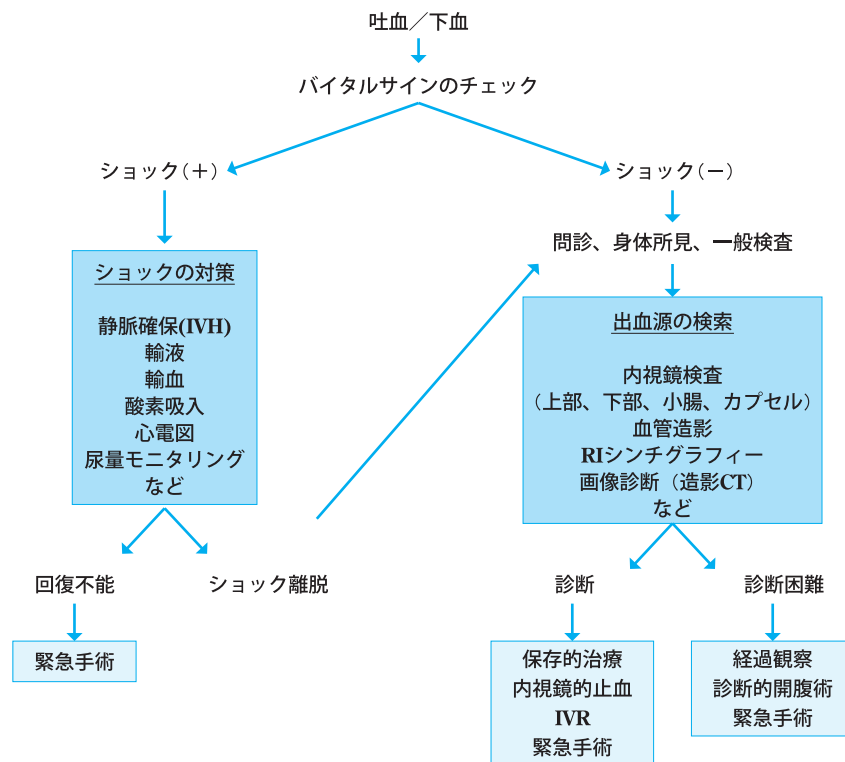 吐血／下血
バイタルサインのチェック
ショック（＋）
ショック（－）
問診、身体所見、一般検査
ショックの対策
静脈確保(IVH)
輸液
輸血
酸素吸入
心電図
尿量モニタリング
など
出血源の検索
内視鏡検査
（上部、下部、小腸、カプセル）
血管造影
RIシンチグラフィー
画像診断（造影CT）
など
回復不能
ショック離脱
診断
診断困難
緊急手術
保存的治療
内視鏡的止血
IVR
緊急手術
経過観察
診断的開腹術
緊急手術